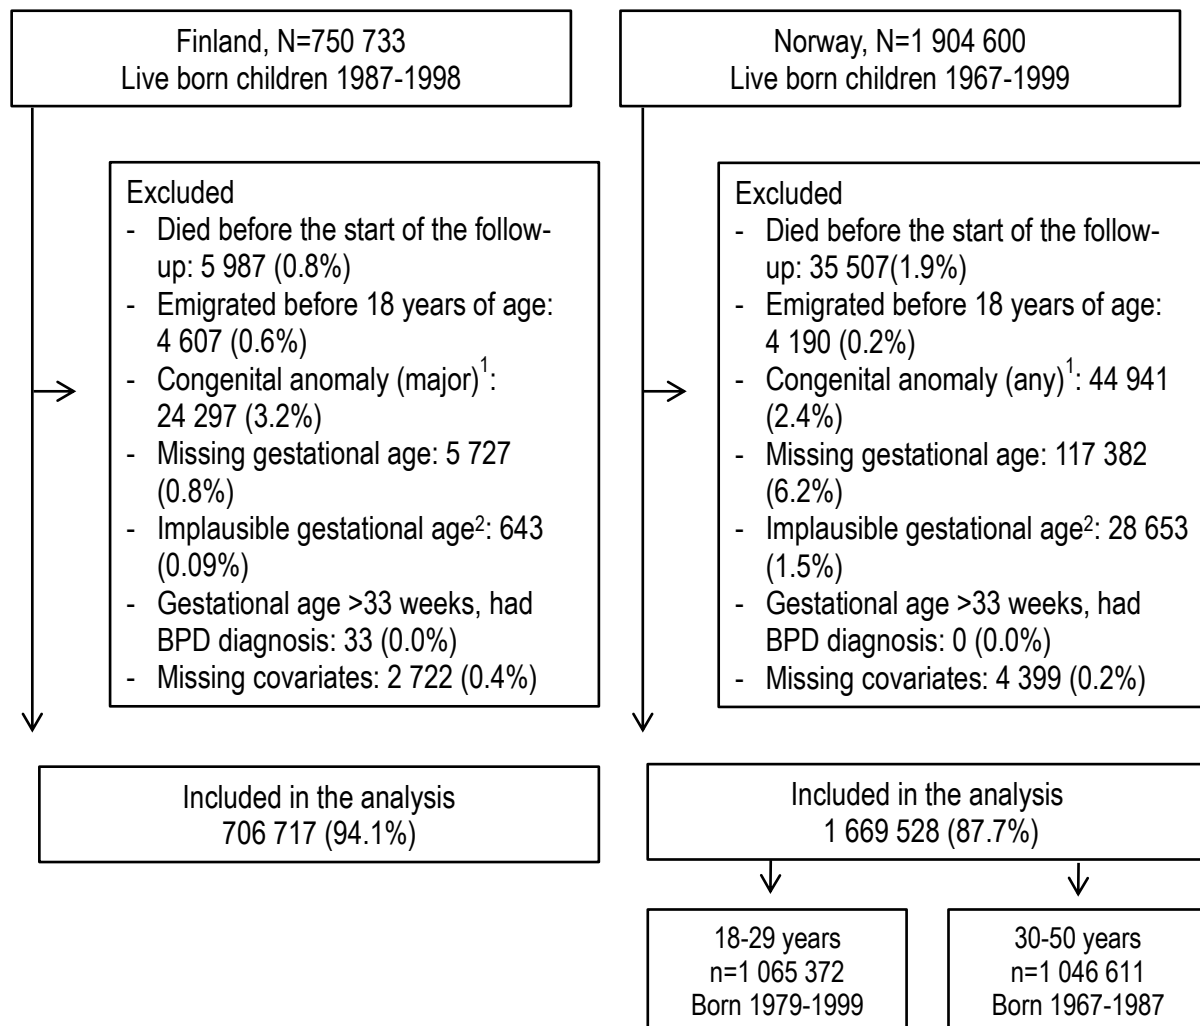 Finland, N=750 733
Live born children 1987-1998
Excluded
- Died before the start of the follow-
up: 5 987 (0.8%)
- Emigrated before 18 years of age:
4 607 (0.6%)
- Congenital anomaly (major)¹:
24 297 (3.2%)
- Missing gestational age: 5 727
(0.8%)
- Implausible gestational age²: 643
(0.09%)
- Gestational age >33 weeks, had
BPD diagnosis: 33 (0.0%)
- Missing covariates: 2 722 (0.4%)
Included in the analysis
706 717 (94.1%)
Norway, N=1 904 600
Live born children 1967-1999
Excluded
- Died before the start of the follow-
up: 35 507(1.9%)
- Emigrated before 18 years of age:
4 190 (0.2%)
- Congenital anomaly (any)¹: 44 941
(2.4%)
- Missing gestational age: 117 382
(6.2%)
- Implausible gestational age²: 28 653
(1.5%)
- Gestational age >33 weeks, had
BPD diagnosis: 0 (0.0%)
- Missing covariates: 4 399 (0.2%)
Included in the analysis
1 669 528 (87.7%)
18-29 years
n=1 065 372
Born 1979-1999
30-50 years
n=1 046 611
Born 1967-1987